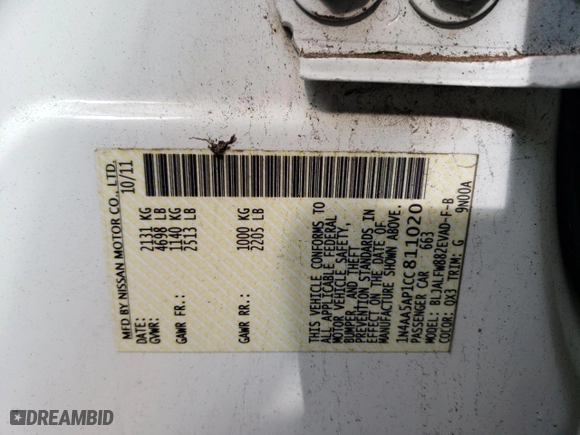 MFD BY NISSAN MOTOR CO., LTD.
DATE: 10/11
GVWR: 2131 KG
4698 LB
GAWR FR.: 1140 KG
2513 LB
GAWR RR.: 1000 KG
2205 LB
THIS VEHICLE CONFORMS TO
ALL APPLICABLE FEDERAL
MOTOR VEHICLE SAFETY,
BUMPER, AND THEFT
PREVENTION STANDARDS IN
EFFECT ON THE DATE OF
MANUFACTURE SHOWN ABOVE.
1N4AA5AP1CC811020
PASSENGER CAR 663
MODEL: BLJALFW882EVAD-F-B
COLOR: QX3 TRIM: G 9N00A
DREAMBID